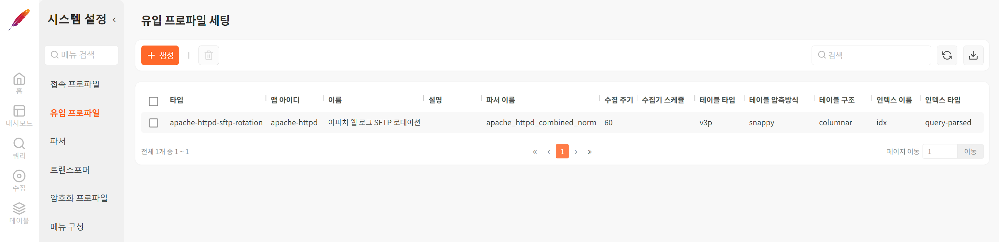 시스템 설정
메뉴 검색
홈
대시보드
쿼리
수집
테이블
접속 프로파일
유입 프로파일
파서
트랜스포머
암호화 프로파일
메뉴 구성
유입 프로파일 세팅
생성
검색
타입 앱 아이디 이름 설명 파서 이름 수집 주기 수집기 스케쥴 테이블 타입 테이블 압축방식 테이블 구조 인텍스 이름 인덱스 타입
apache-httpd-sftp-rotation apache-httpd 아파치 웹 로그 SFTP 로테이션 apache_httpd_combined_norm 60 v3p snappy columnar idx query-parsed
전체 1개 중 1 ~ 1 « ‹ 1 › » 페이지 이동 1 이동